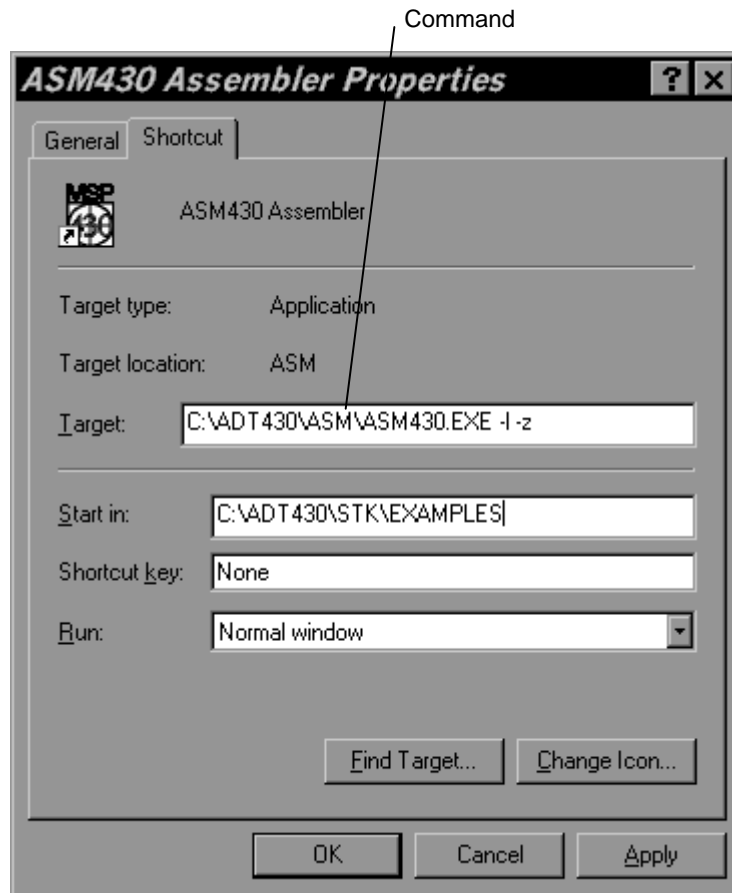 Command
ASM430 Assembler Properties
General Shortcut
MSP
430
ASM430 Assembler
Target type: Application
Target location: ASM
Target: C:\ADT430\ASM\ASM430.EXE -l -z
Start in: C:\ADT430\STK\EXAMPLES
Shortcut key: None
Run: Normal window
Find Target... Change Icon...
OK Cancel Apply